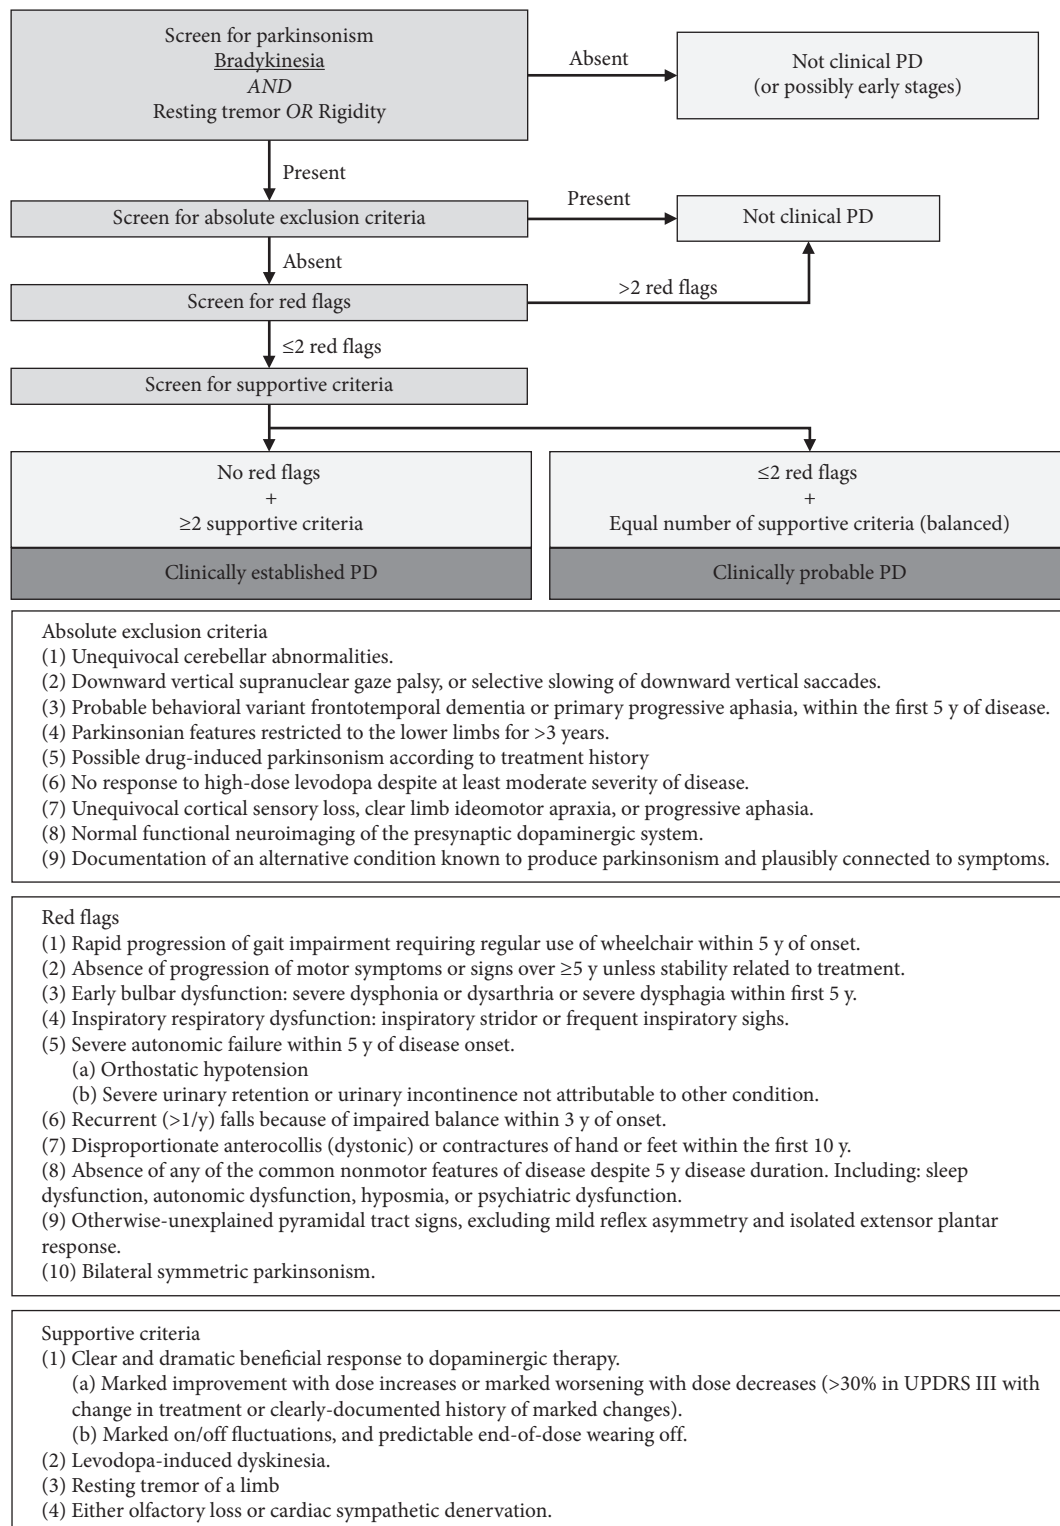 Screen for parkinsonism
Bradykinesia
AND
Resting tremor OR Rigidity
Absent
Not clinical PD
(or possibly early stages)
Present
Screen for absolute exclusion criteria
Present
Not clinical PD
Absent
Screen for red flags
>2 red flags
≤2 red flags
Screen for supportive criteria
No red flags
+
≥2 supportive criteria
Clinically established PD
≤2 red flags
+
Equal number of supportive criteria (balanced)
Clinically probable PD
Absolute exclusion criteria
(1) Unequivocal cerebellar abnormalities.
(2) Downward vertical supranuclear gaze palsy, or selective slowing of downward vertical saccades.
(3) Probable behavioral variant frontotemporal dementia or primary progressive aphasia, within the first 5 y of disease.
(4) Parkinsonian features restricted to the lower limbs for >3 years.
(5) Possible drug-induced parkinsonism according to treatment history
(6) No response to high-dose levodopa despite at least moderate severity of disease.
(7) Unequivocal cortical sensory loss, clear limb ideomotor apraxia, or progressive aphasia.
(8) Normal functional neuroimaging of the presynaptic dopaminergic system.
(9) Documentation of an alternative condition known to produce parkinsonism and plausibly connected to symptoms.
Red flags
(1) Rapid progression of gait impairment requiring regular use of wheelchair within 5 y of onset.
(2) Absence of progression of motor symptoms or signs over ≥5 y unless stability related to treatment.
(3) Early bulbar dysfunction: severe dysphonia or dysarthria or severe dysphagia within first 5 y.
(4) Inspiratory respiratory dysfunction: inspiratory stridor or frequent inspiratory sighs.
(5) Severe autonomic failure within 5 y of disease onset.
(a) Orthostatic hypotension
(b) Severe urinary retention or urinary incontinence not attributable to other condition.
(6) Recurrent (>1/y) falls because of impaired balance within 3 y of onset.
(7) Disproportionate anterocollis (dystonic) or contractures of hand or feet within the first 10 y.
(8) Absence of any of the common nonmotor features of disease despite 5 y disease duration. Including: sleep
dysfunction, autonomic dysfunction, hyposmia, or psychiatric dysfunction.
(9) Otherwise-unexplained pyramidal tract signs, excluding mild reflex asymmetry and isolated extensor plantar
response.
(10) Bilateral symmetric parkinsonism.
Supportive criteria
(1) Clear and dramatic beneficial response to dopaminergic therapy.
(a) Marked improvement with dose increases or marked worsening with dose decreases (>30% in UPDRS III with
change in treatment or clearly-documented history of marked changes).
(b) Marked on/off fluctuations, and predictable end-of-dose wearing off.
(2) Levodopa-induced dyskinesia.
(3) Resting tremor of a limb
(4) Either olfactory loss or cardiac sympathetic denervation.